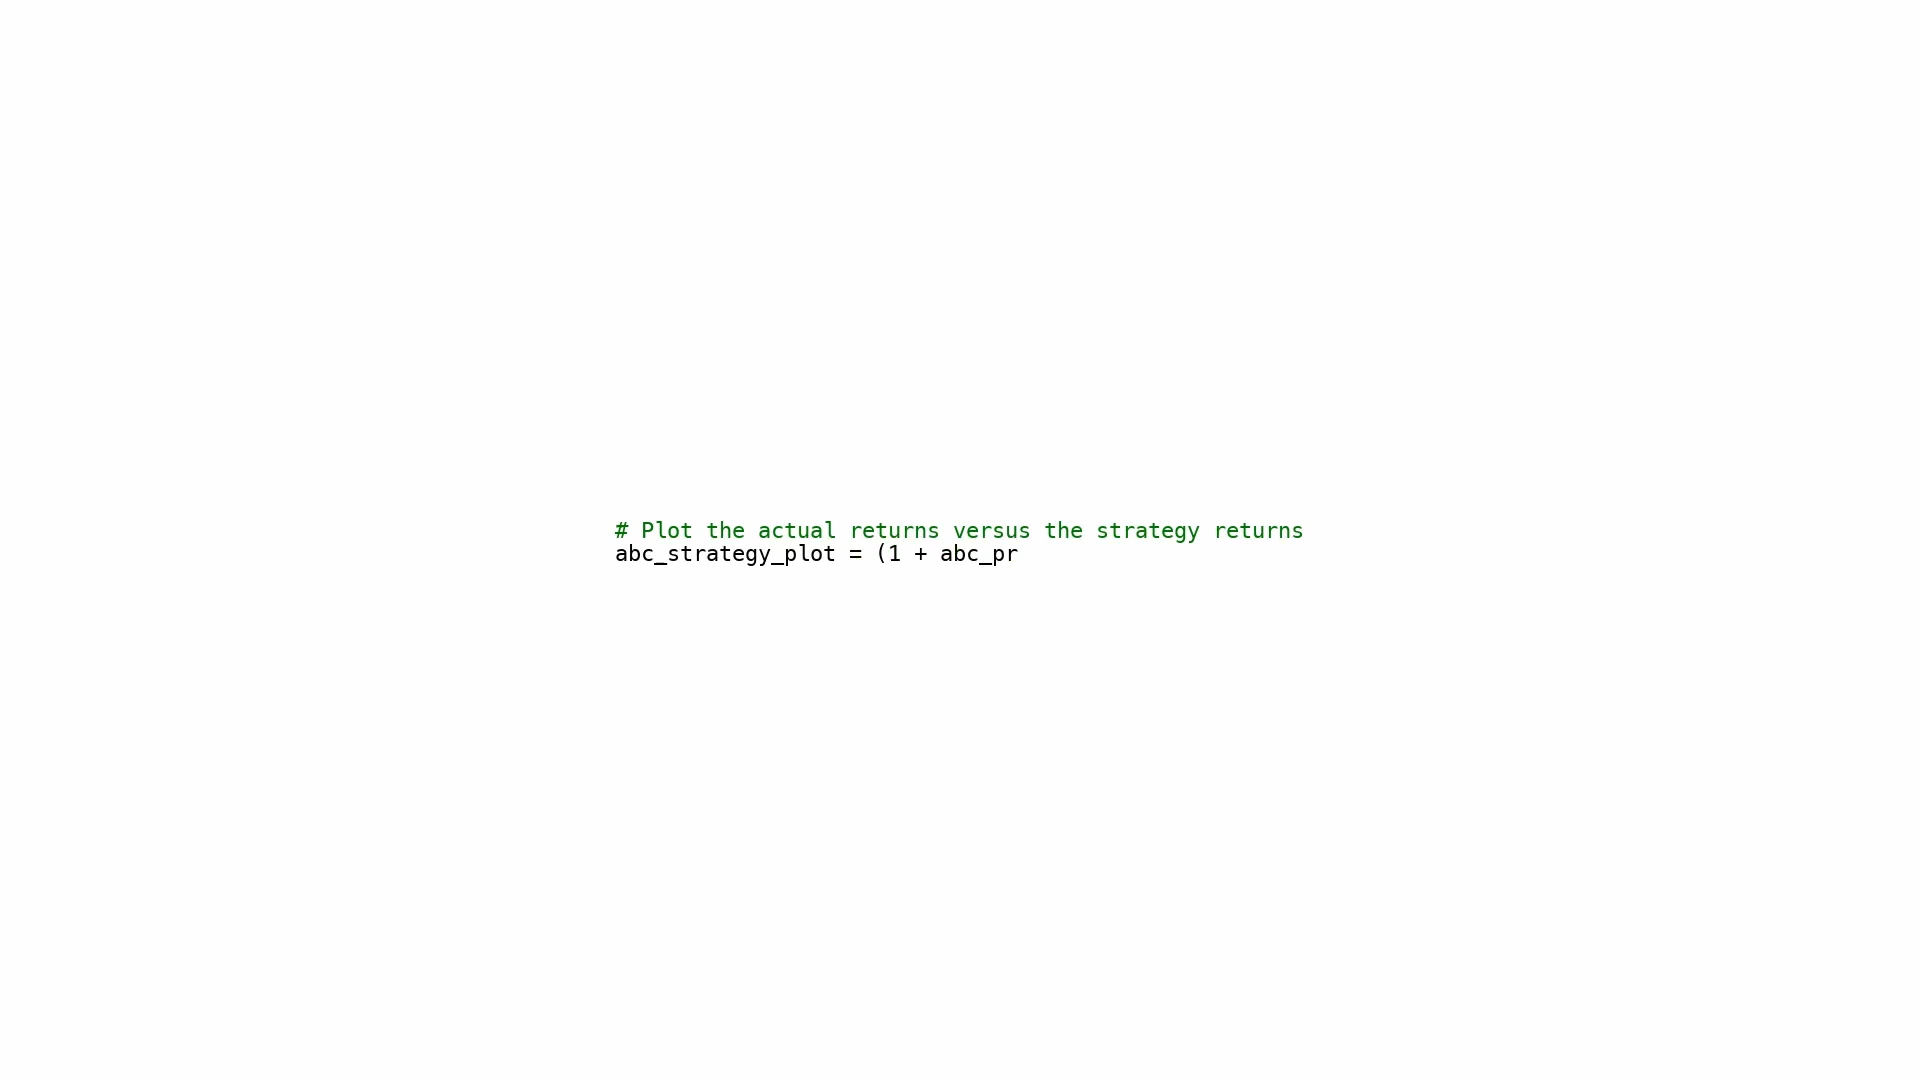 # Plot the actual returns versus the strategy returns
abc_strategy_plot = (1 + abc_pr